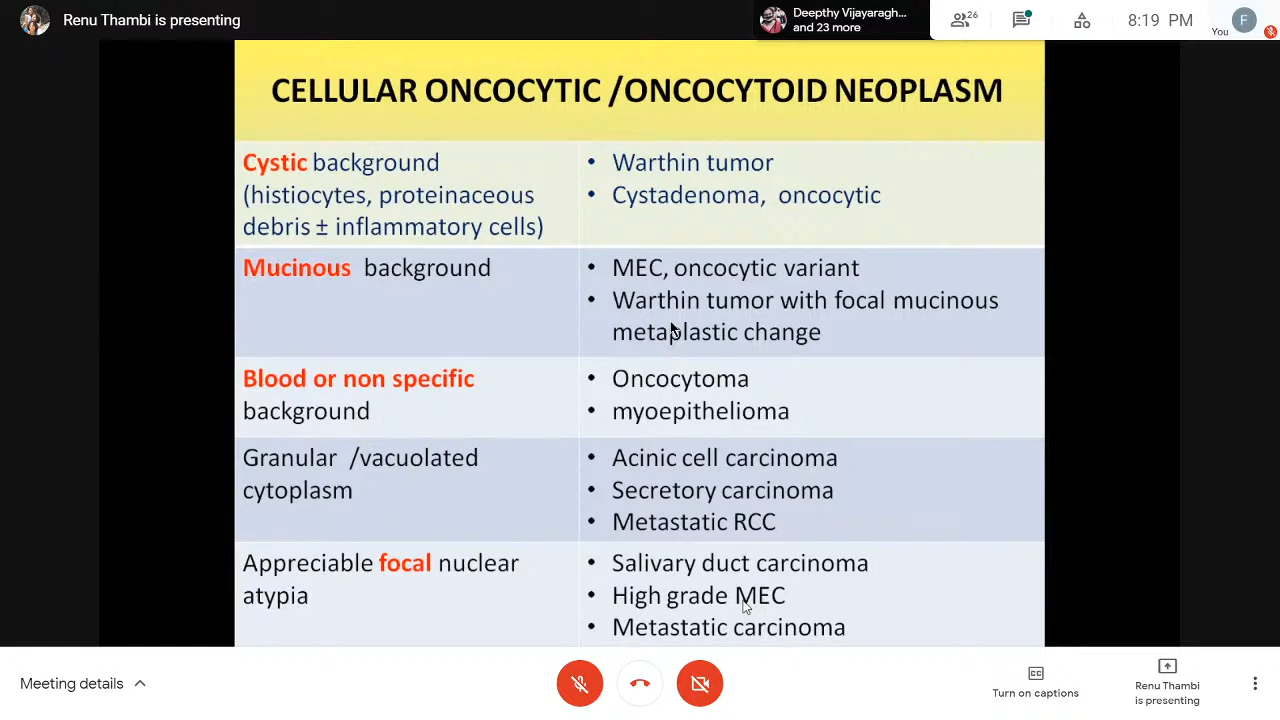 Renu Thambi is presenting
Deepthy Vijayaragh...
and 23 more
26
8:19 PM
You
F
CELLULAR ONCOCYTIC /ONCOCYTOID NEOPLASM
Cystic background
(histiocytes, proteinaceous
debris ± inflammatory cells)
• Warthin tumor
• Cystadenoma, oncocytic
Mucinous background
• MEC, oncocytic variant
• Warthin tumor with focal mucinous
metaplastic change
Blood or non specific
background
• Oncocytoma
• myoepithelioma
Granular /vacuolated
cytoplasm
• Acinic cell carcinoma
• Secretory carcinoma
• Metastatic RCC
Appreciable focal nuclear
atypia
• Salivary duct carcinoma
• High grade MEC
• Metastatic carcinoma
Meeting details
CC
Turn on captions
Renu Thambi
is presenting